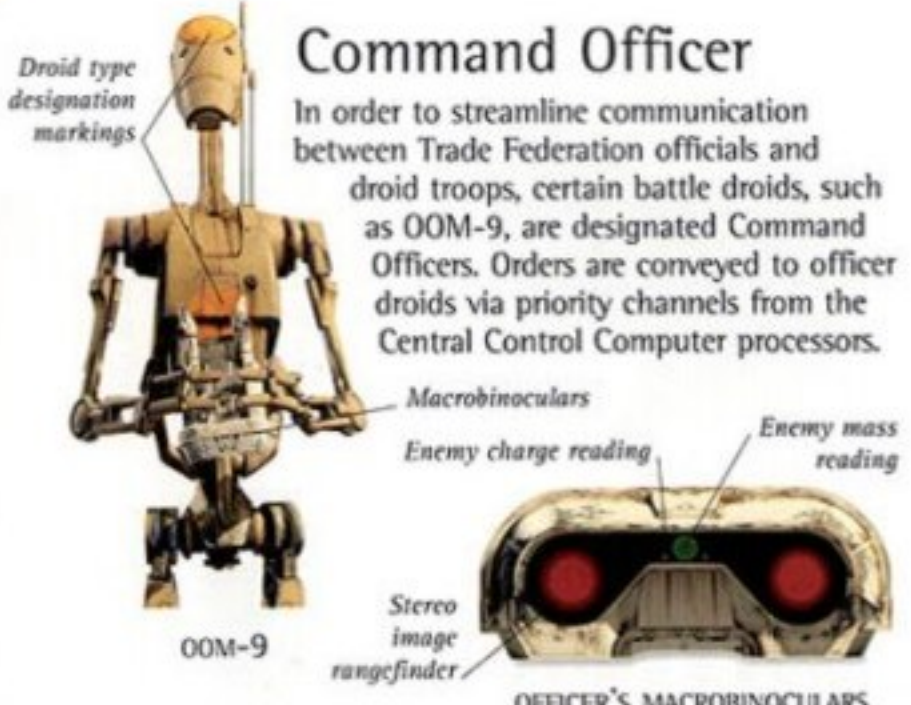 Command Officer
In order to streamline communication
between Trade Federation officials and
droid troops, certain battle droids, such
as OOM-9, are designated Command
Officers. Orders are conveyed to officer
droids via priority channels from the
Central Control Computer processors.
Droid type
designation
markings
Macrobinoculars
Enemy charge reading
Enemy mass
reading
Stereo
image
rangefinder
OOM-9
OFFICER'S MACROBINOCULARS